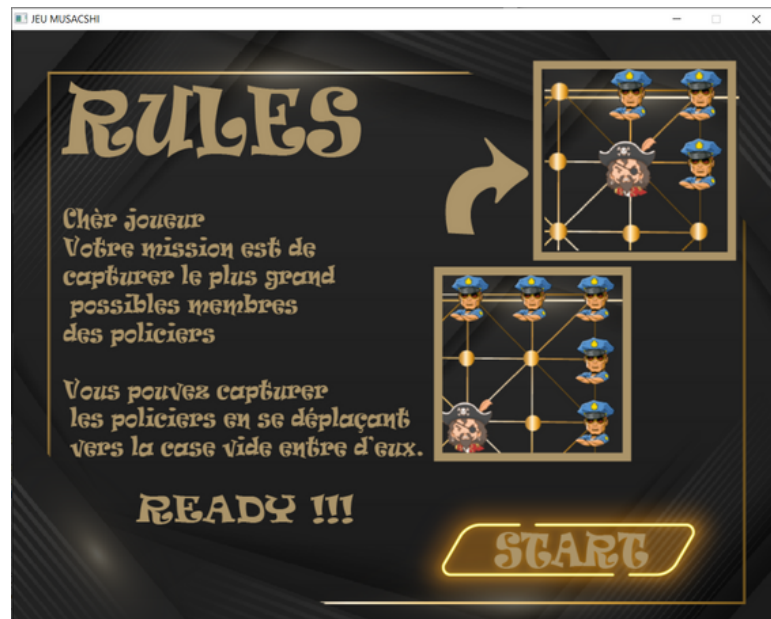 JEU MUSACSHI
RULES
Chèr joueur
Votre mission est de
capturer le plus grand
possibles membres
des policiers
Vous pouvez capturer
les policiers en se déplaçant
vers la case vide entre d'eux.
READY !!!
START